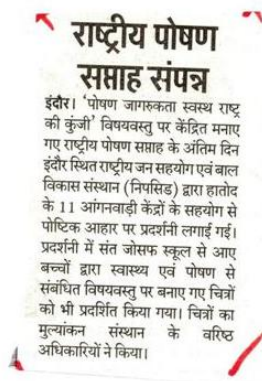 राष्ट्रीय पोषण
सप्ताह संपन्न
इंदौर। ‘पोषण जागरुकता स्वस्थ राष्ट्र
की कुंजी’ विषयवस्तु पर केंद्रित मनाए
गए राष्ट्रीय पोषण सप्ताह के अंतिम दिन
इंदौर स्थित राष्ट्रीय जन सहयोग एवं बाल
विकास संस्थान (निपसिड) द्वारा हातोद
के 11 आंगनवाड़ी केंद्रों के सहयोग से
पोष्टिक आहार पर प्रदर्शनी लगाई गई।
प्रदर्शनी में संत जोसफ स्कूल से आए
बच्चों द्वारा स्वास्थ्य एवं पोषण से
संबंधित विषयवस्तु पर बनाए गए चित्रों
को भी प्रदर्शित किया गया। चित्रों का
मुल्यांकन संस्थान के वरिष्ठ
अधिकारियों ने किया।